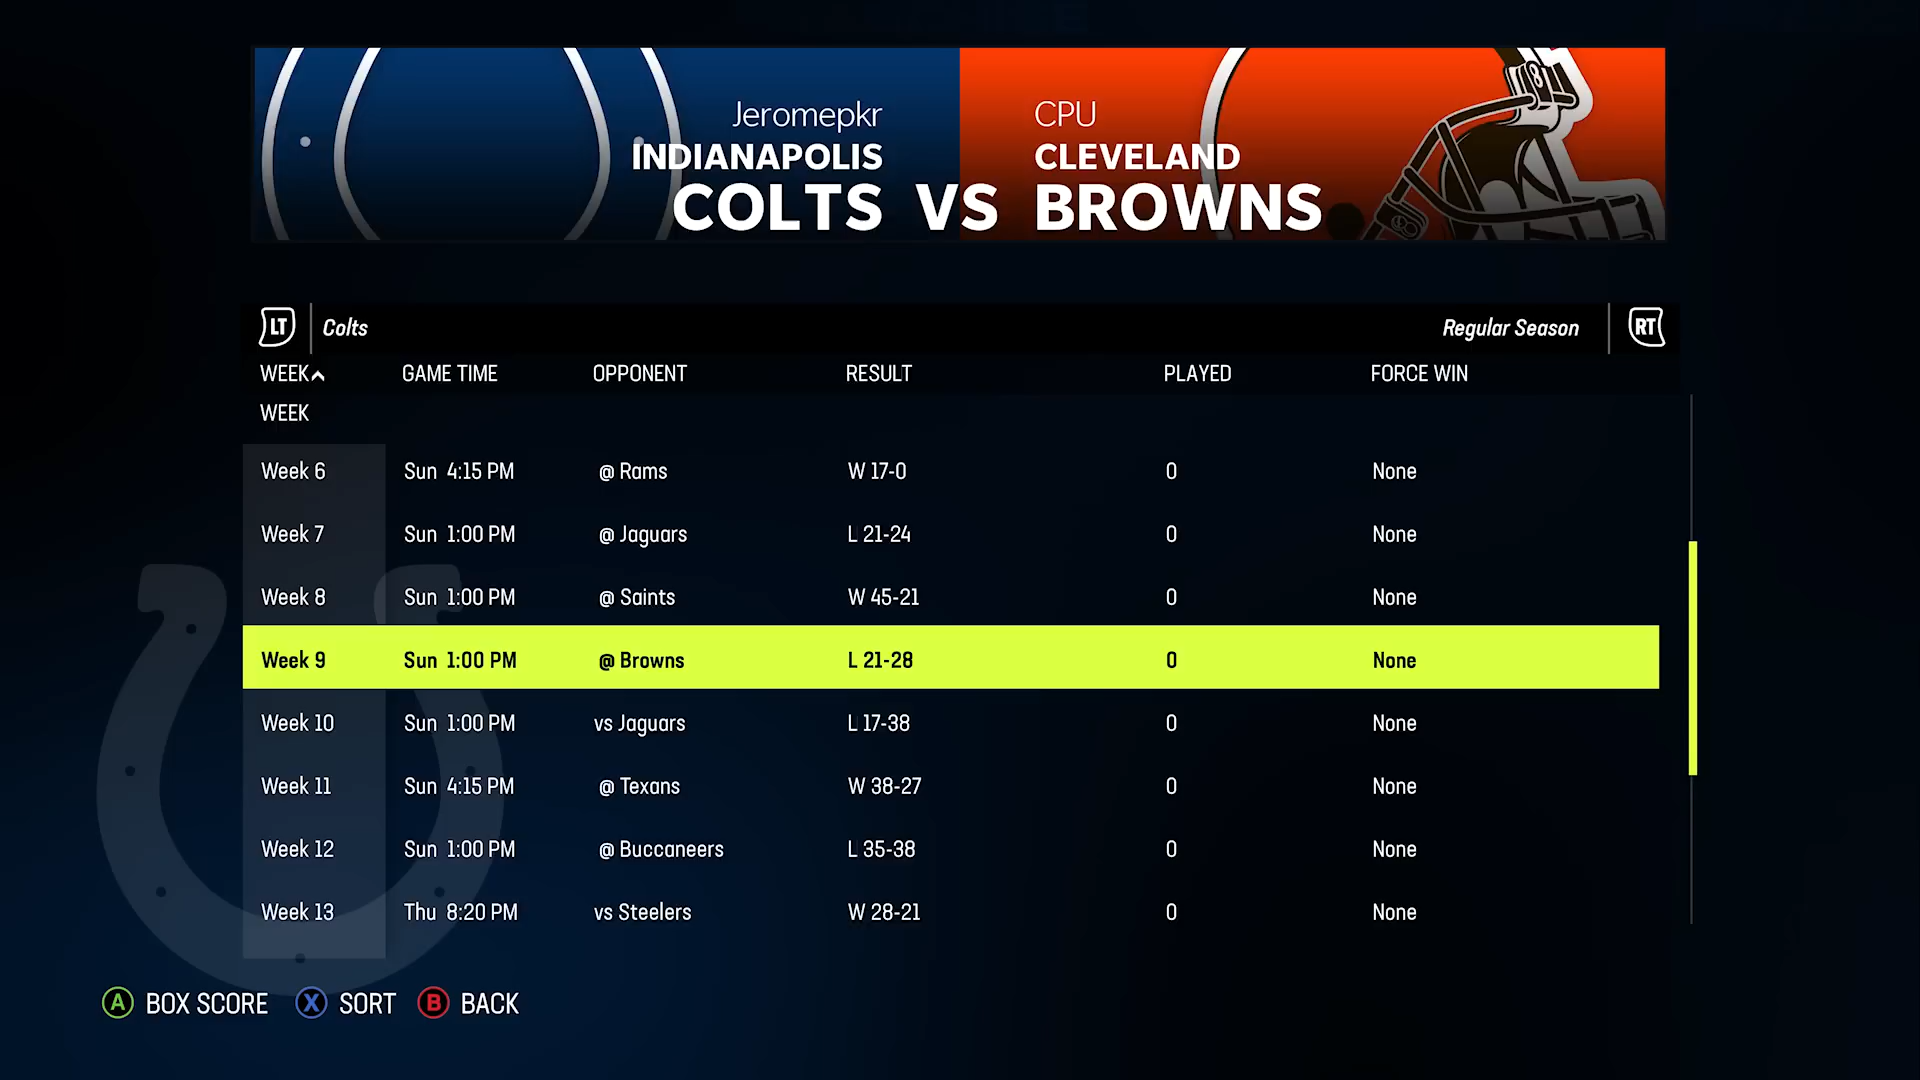 Jeromepkr
INDIANAPOLIS
COLTS VS BROWNS
CPU
CLEVELAND
LT Colts Regular Season RT
WEEK GAME TIME OPPONENT RESULT PLAYED FORCE WIN
WEEK
Week 6 Sun 4:15 PM @ Rams W 17-0 0 None
Week 7 Sun 1:00 PM @ Jaguars L 21-24 0 None
Week 8 Sun 1:00 PM @ Saints W 45-21 0 None
Week 9 Sun 1:00 PM @ Browns L 21-28 0 None
Week 10 Sun 1:00 PM vs Jaguars L 17-38 0 None
Week 11 Sun 4:15 PM @ Texans W 38-27 0 None
Week 12 Sun 1:00 PM @ Buccaneers L 35-38 0 None
Week 13 Thu 8:20 PM vs Steelers W 28-21 0 None
A BOX SCORE X SORT B BACK